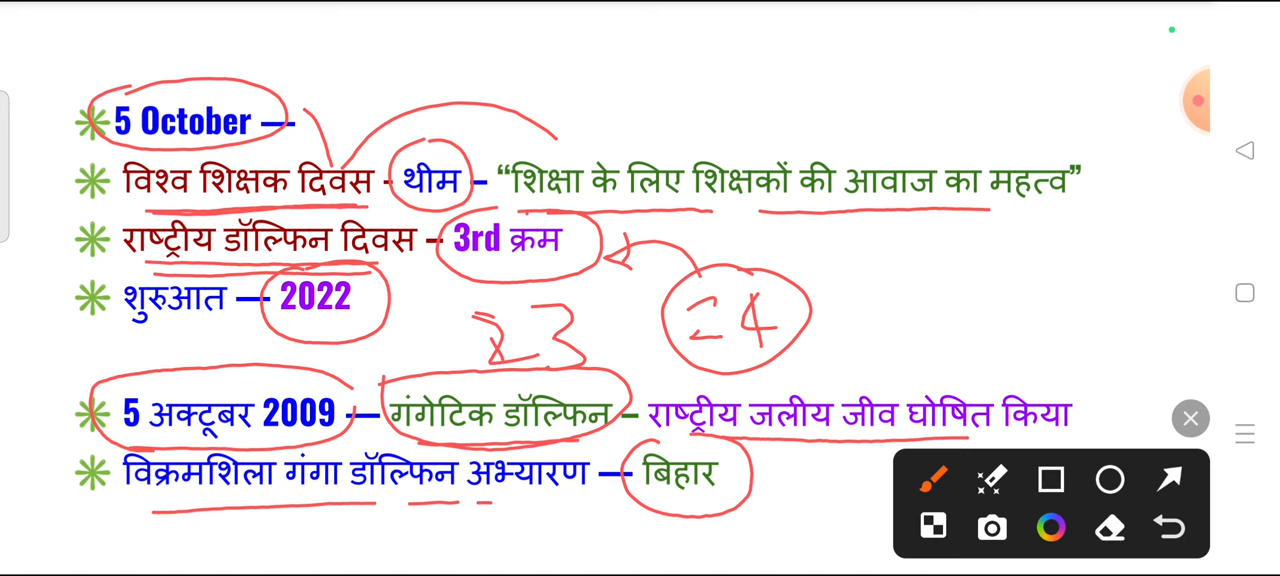 5 October —
विश्व शिक्षक दिवस - थीम – “शिक्षा के लिए शिक्षकों की आवाज का महत्व”
राष्ट्रीय डॉल्फिन दिवस – 3rd क्रम
शुरुआत — 2022
23 24
5 अक्टूबर 2009 — गंगेटिक डॉल्फिन – राष्ट्रीय जलीय जीव घोषित किया
विक्रमशिला गंगा डॉल्फिन अभ्यारण — बिहार